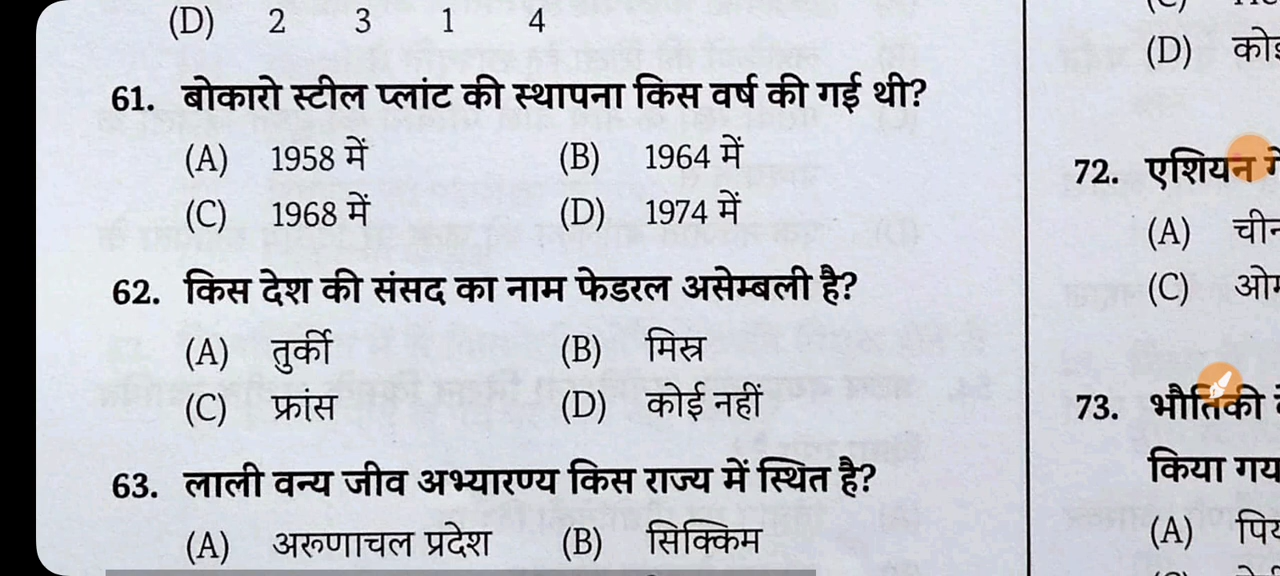 (D) 2 3 1 4
61. बोकारो स्टील प्लांट की स्थापना किस वर्ष की गई थी?
(A) 1958 में (B) 1964 में
(C) 1968 में (D) 1974 में
62. किस देश की संसद का नाम फेडरल असेम्बली है?
(A) तुर्की (B) मिस्र
(C) फ्रांस (D) कोई नहीं
63. लाली वन्य जीव अभ्यारण्य किस राज्य में स्थित है?
(A) अरूणाचल प्रदेश (B) सिक्किम
(D)
72. एशियन
(A)
(C)
73. भौतिकी
किया
(A)